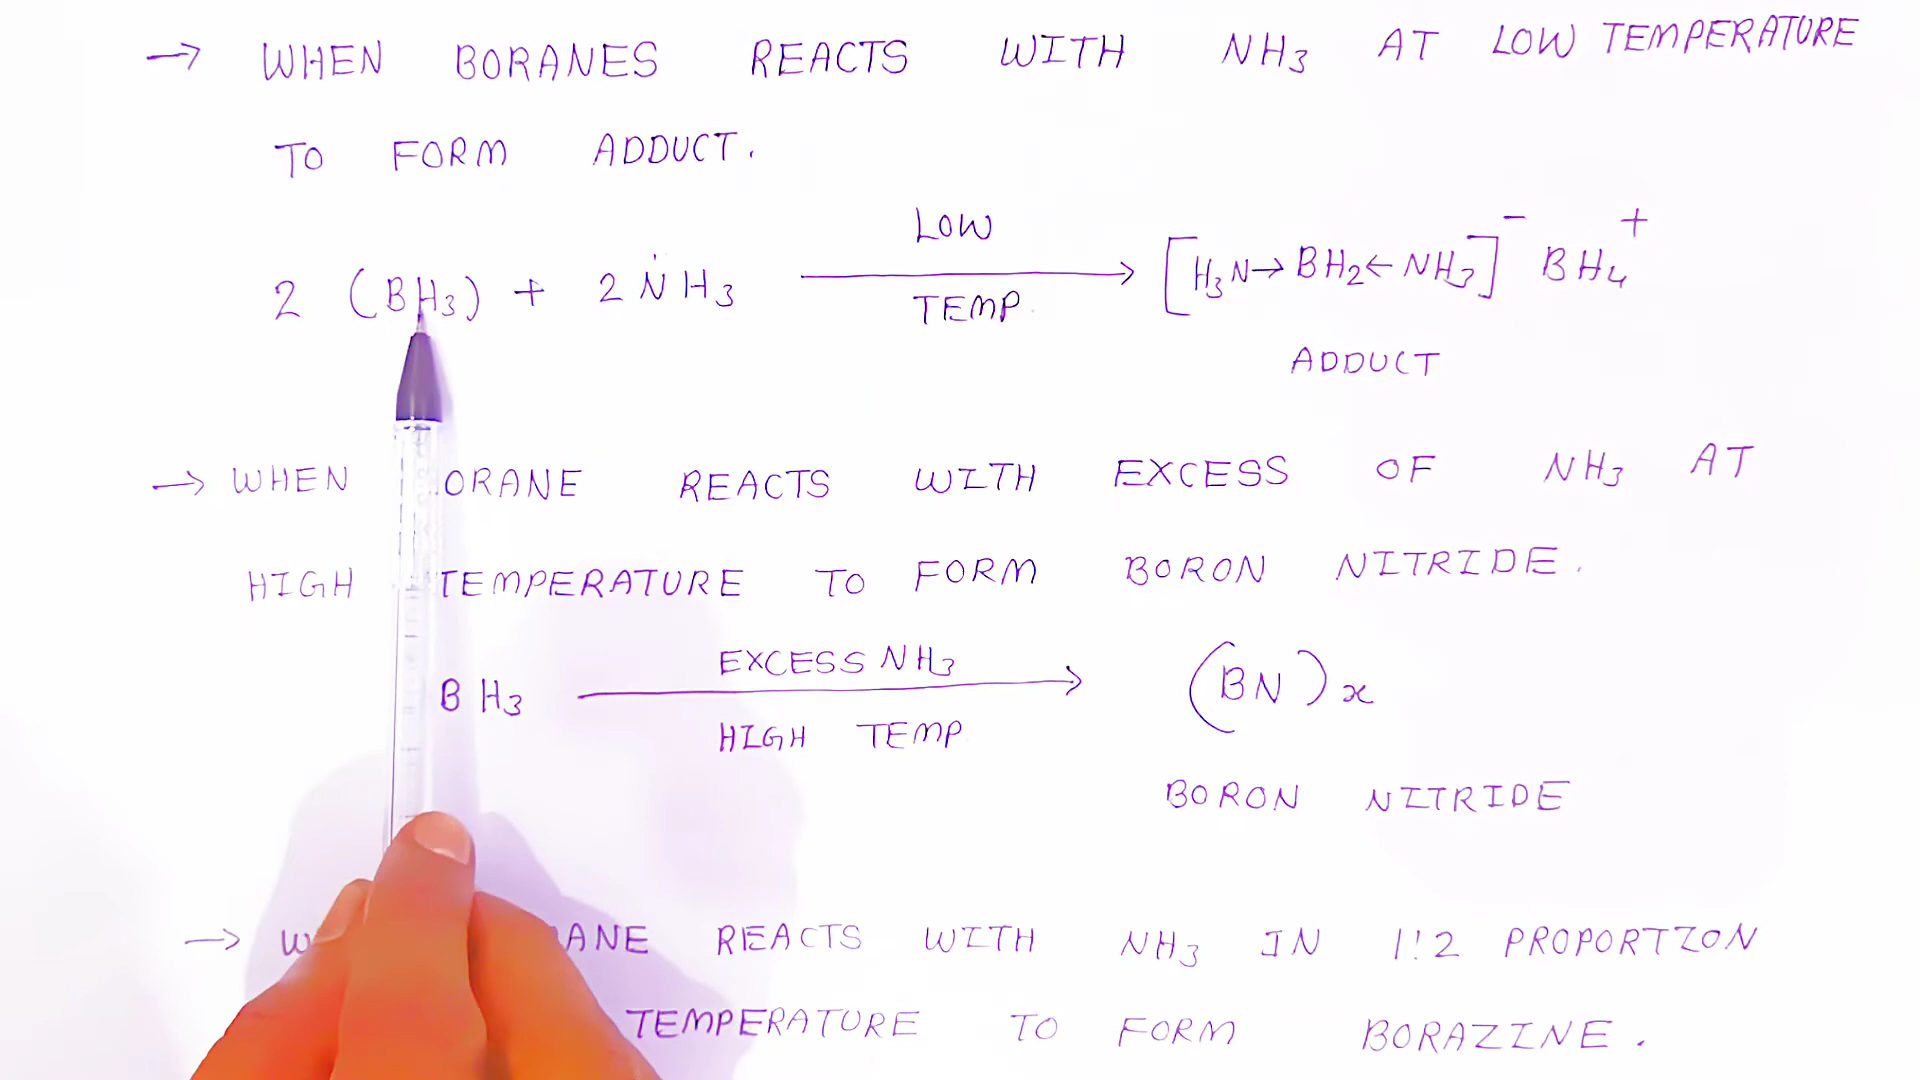 → WHEN BORANES REACTS WITH NH3 AT LOW TEMPERATURE
TO FORM ADDUCT.
LOW
2 (BH3) + 2 NH3 → [H3N→BH2←NH3]⁻ BH4⁺
TEMP.
ADDUCT
→ WHEN ORANE REACTS WITH EXCESS OF NH3 AT
HIGH TEMPERATURE TO FORM BORON NITRIDE.
EXCESS NH3
BH3 → (BN)x
HIGH TEMP
BORON NITRIDE
→ W ANE REACTS WITH NH3 IN 1:2 PROPORTION
TEMPERATURE TO FORM BORAZINE.